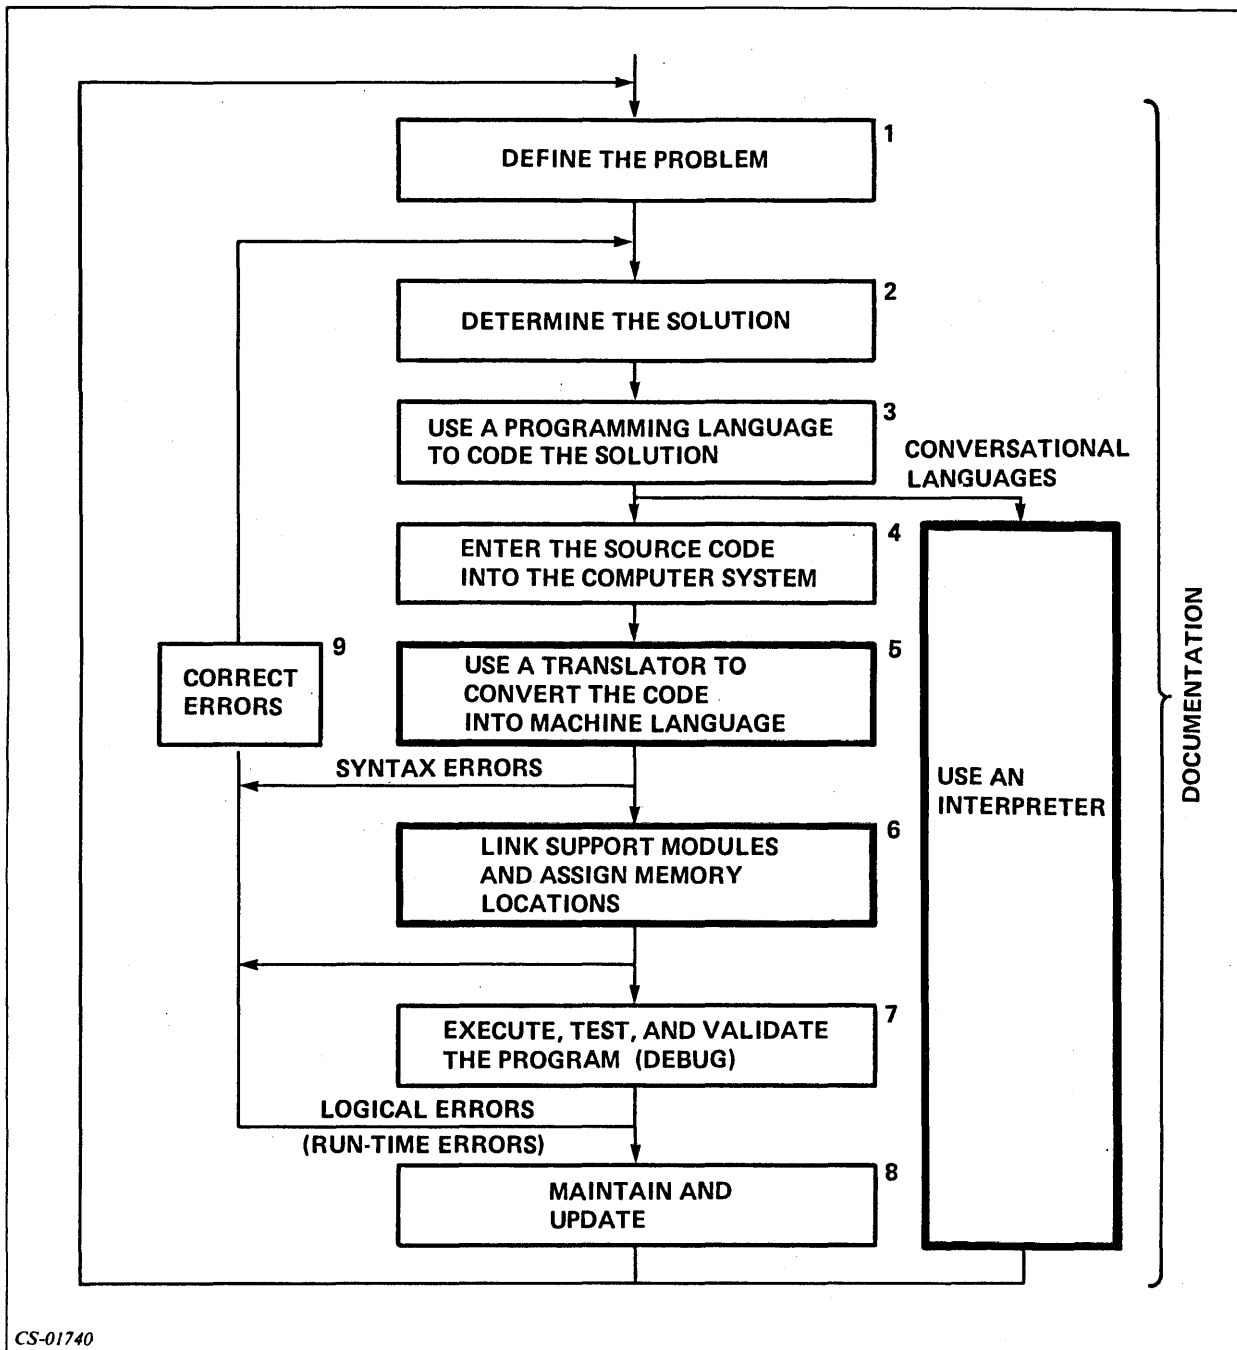 1
DEFINE THE PROBLEM
2
DETERMINE THE SOLUTION
3
USE A PROGRAMMING LANGUAGE
TO CODE THE SOLUTION
CONVERSATIONAL
LANGUAGES
4
ENTER THE SOURCE CODE
INTO THE COMPUTER SYSTEM
5
USE A TRANSLATOR TO
CONVERT THE CODE
INTO MACHINE LANGUAGE
9
CORRECT
ERRORS
SYNTAX ERRORS
USE AN
INTERPRETER
DOCUMENTATION
6
LINK SUPPORT MODULES
AND ASSIGN MEMORY
LOCATIONS
7
EXECUTE, TEST, AND VALIDATE
THE PROGRAM (DEBUG)
LOGICAL ERRORS
(RUN-TIME ERRORS)
8
MAINTAIN AND
UPDATE
CS-01740